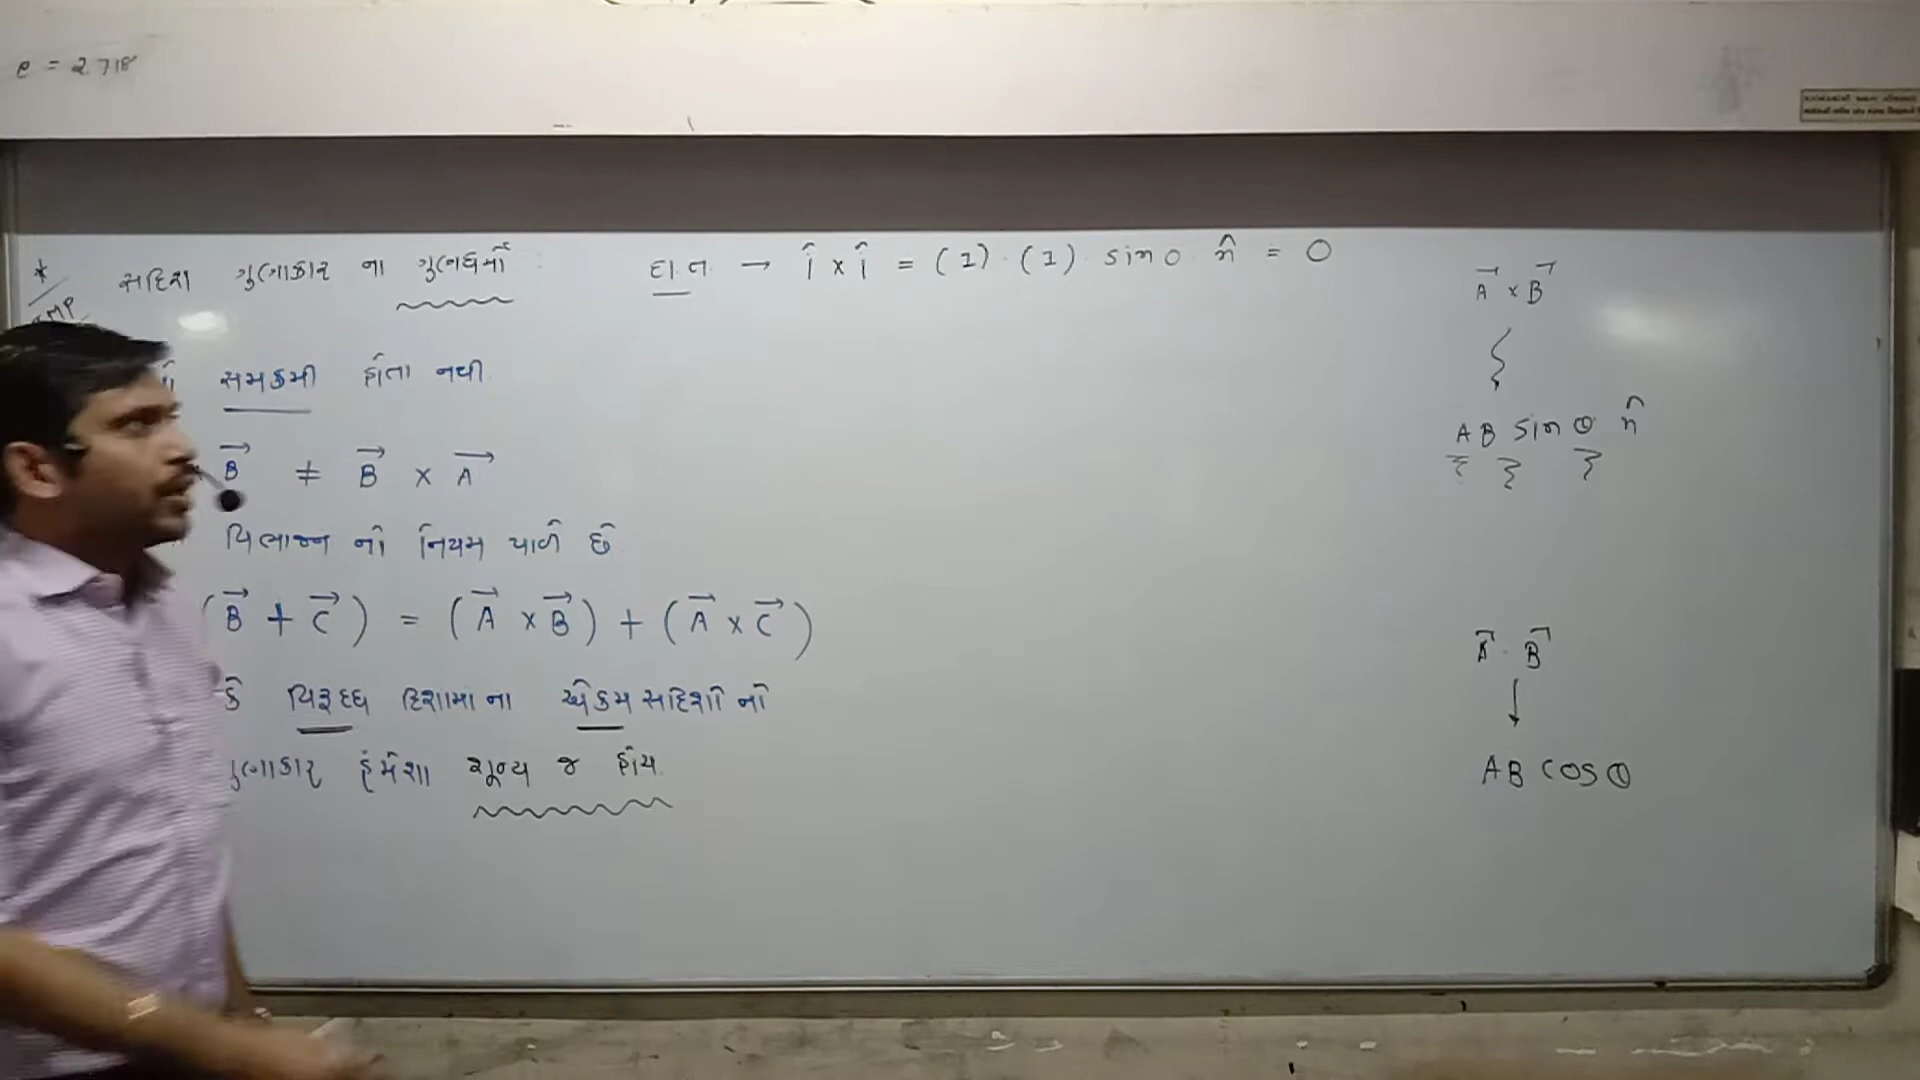 e = 2.718
* સદિશ ગુણાકાર ના ગુણધર્મો :
IMP
સમક્રમી હોતા નથી
B⃗ ≠ B⃗ × A⃗
વિભાજન નો નિયમ પાળે છે
(B⃗ + C⃗) = (A⃗ × B⃗) + (A⃗ × C⃗)
કે વિરૂદ્ધ દિશામાં ના એકમ સદિશો નો
ગુણાકાર હંમેશા શૂન્ય જ હોય.
દા.ત. → î × î = (1) · (1) sin 0 n̂ = 0
A⃗ × B⃗
AB sin θ n̂
A⃗ · B⃗
↓
AB cos θ